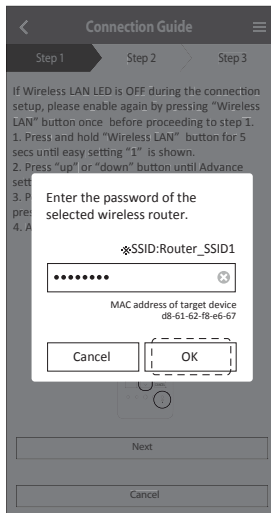 Connection Guide
Step 1
Step 2
Step 3
If Wireless LAN LED is OFF during the connection
setup, please enable again by pressing "Wireless
LAN" button once before proceeding to step 1.
1. Press and hold "Wireless LAN" button for 5
secs until easy setting "1" is shown.
2. Press "up" or "down" button until Advance
sett
3. P
pres
4. A
Enter the password of the
selected wireless router.
※SSID:Router_SSID1
••••••••
MAC address of target device
d8-61-62-f8-e6-67
Cancel
OK
Next
Cancel